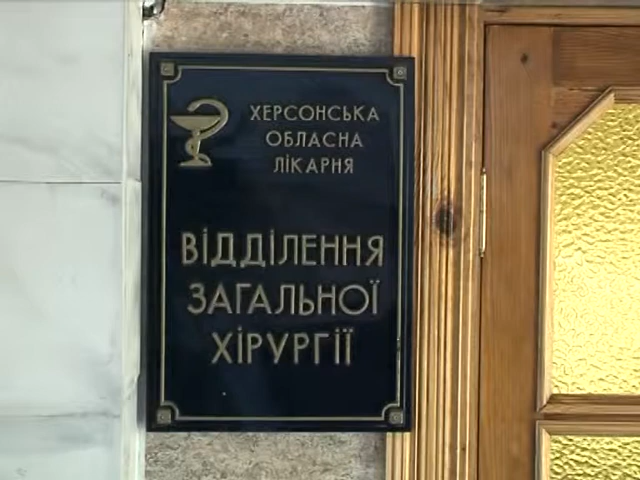 ХЕРСОНСЬКА
ОБЛАСНА
ЛІКАРНЯ
ВІДДІЛЕННЯ
ЗАГАЛЬНОЇ
ХІРУРГІЇ